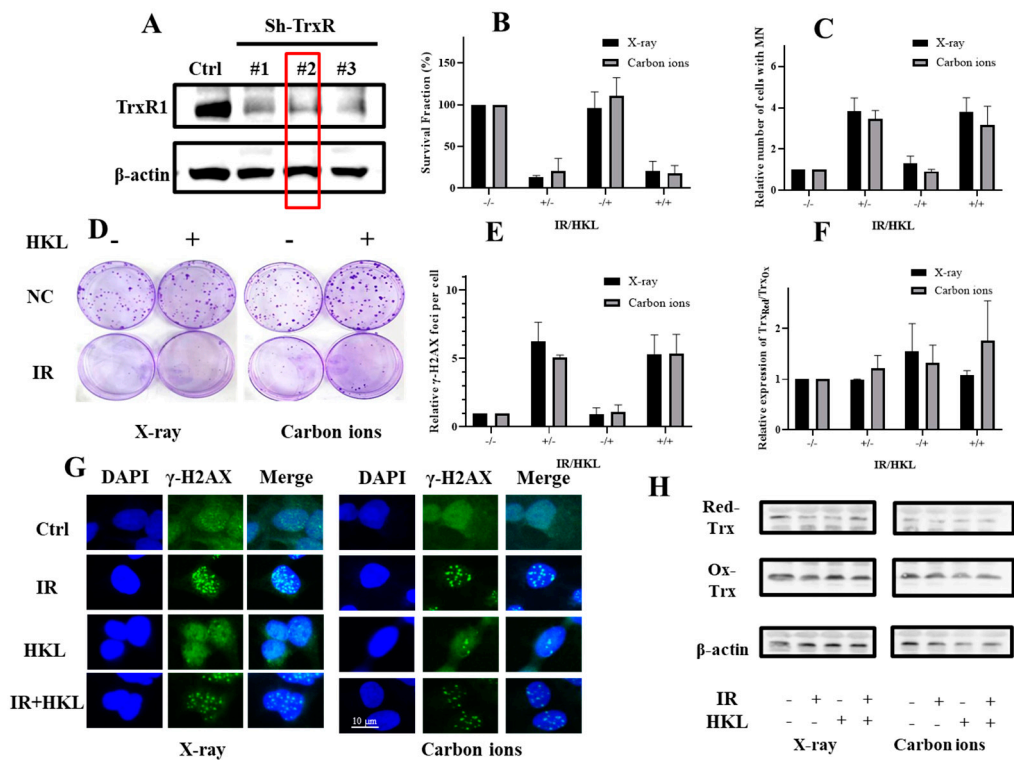 A
Sh-TrxR
Ctrl #1 #2 #3
TrxR1
β-actin
B
Survival Fraction (%)
150
100
50
0
X-ray
Carbon ions
-/- +/- -/+ +/+
IR/HKL
C
Relative number of cells with MN
6
4
2
0
X-ray
Carbon ions
-/- +/- -/+ +/+
IR/HKL
D
HKL - + - +
NC
IR
X-ray Carbon ions
E
Relative γ-H2AX foci per cell
10
5
0
X-ray
Carbon ions
-/- +/- -/+ +/+
IR/HKL
F
Relative expression of TrxRed/TrxOx
2
1
0
X-ray
Carbon ions
-/- +/- -/+ +/+
IR/HKL
G
DAPI γ-H2AX Merge DAPI γ-H2AX Merge
Ctrl
IR
HKL
IR+HKL
10 μm
X-ray Carbon ions
H
Red-
Trx
Ox-
Trx
β-actin
IR - + - + - + - +
HKL - - + + - - + +
X-ray Carbon ions